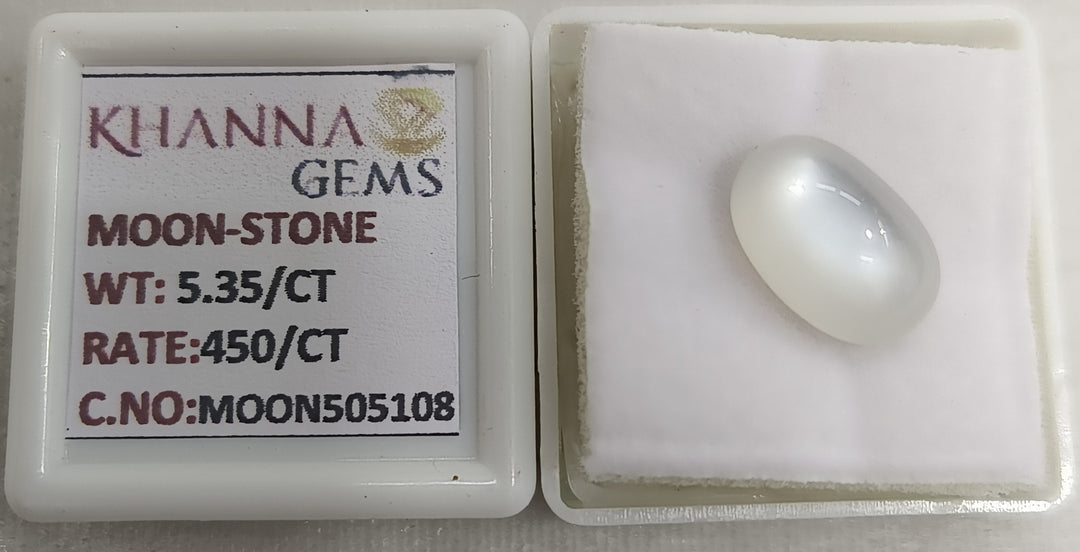 KHANNA
GEMS
MOON-STONE
WT: 5.35/CT
RATE:450/CT
C.NO:MOON505108